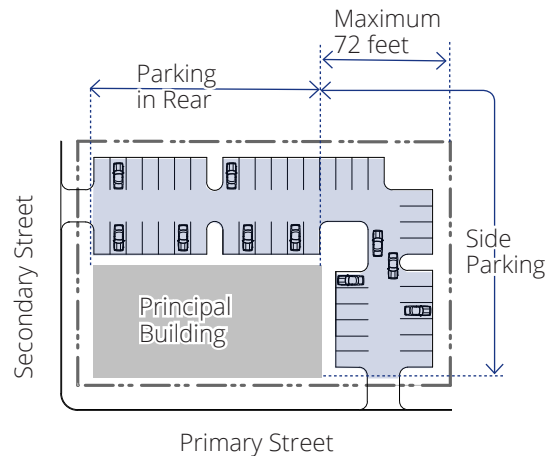 Maximum
72 feet
Parking
in Rear
Side
Parking
Secondary Street
Principal
Building
Primary Street